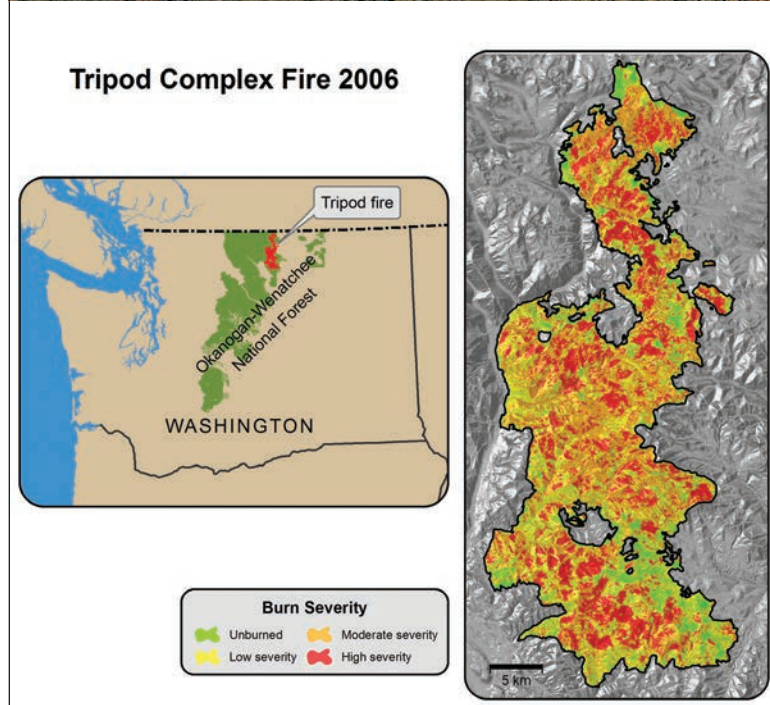 Tripod Complex Fire 2006
Tripod fire
Okanogan-Wenatchee
National Forest
WASHINGTON
Burn Severity
Unburned
Moderate severity
Low severity
High severity
5 km